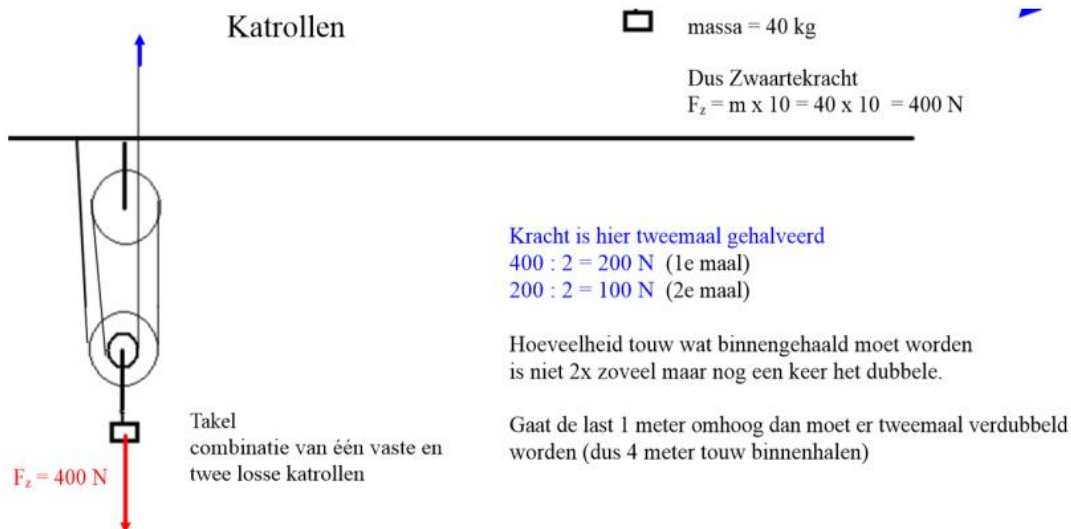 Katrollen
massa = 40 kg
Dus Zwaartekracht
F_z = m x 10 = 40 x 10 = 400 N
Kracht is hier tweemaal gehalveerd
400 : 2 = 200 N (1e maal)
200 : 2 = 100 N (2e maal)
Hoeveelheid touw wat binnengehaald moet worden
is niet 2x zoveel maar nog een keer het dubbele.
Gaat de last 1 meter omhoog dan moet er tweemaal verdubbeld
worden (dus 4 meter touw binnenhalen)
Takel
combinatie van één vaste en
twee losse katrollen
F_z = 400 N